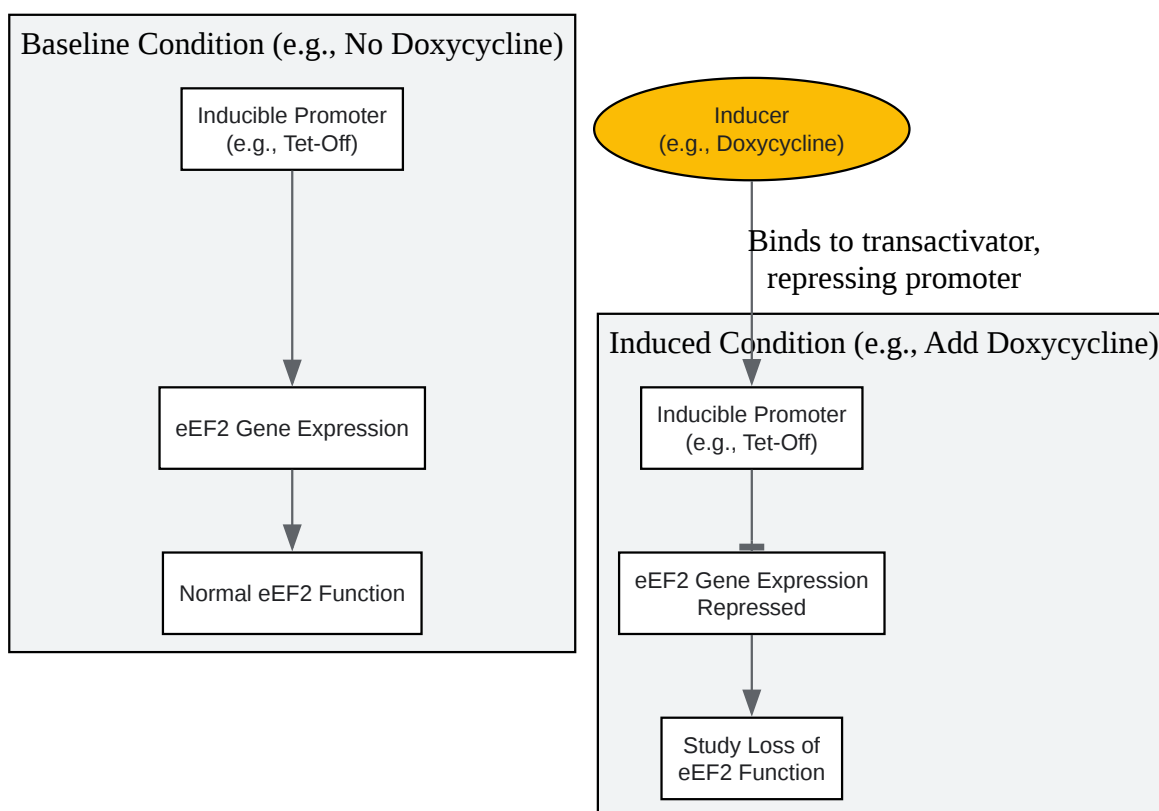 Baseline Condition (e.g., No Doxycycline)
Inducible Promoter
(e.g., Tet-Off)
eEF2 Gene Expression
Normal eEF2 Function
Inducer
(e.g., Doxycycline)
Binds to transactivator,
repressing promoter
Induced Condition (e.g., Add Doxycycline)
Inducible Promoter
(e.g., Tet-Off)
eEF2 Gene Expression
Repressed
Study Loss of
eEF2 Function